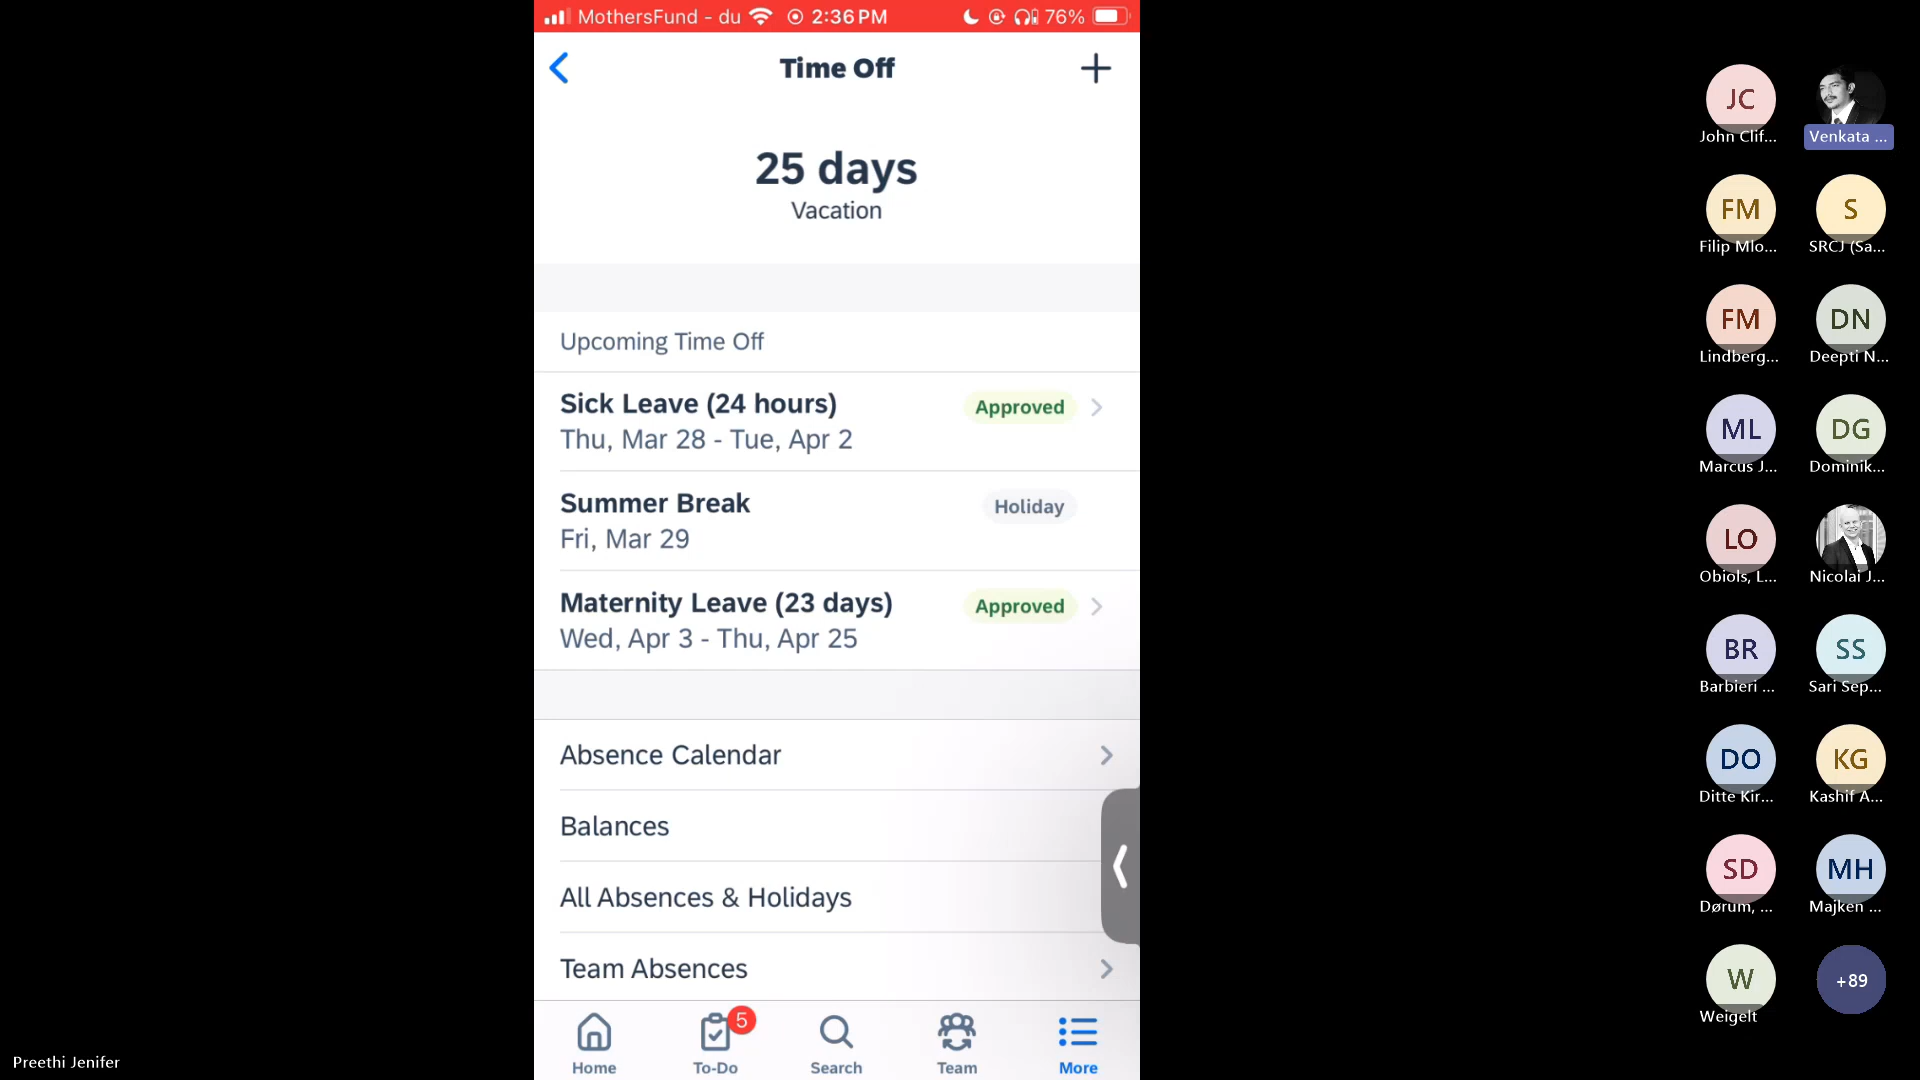 MothersFund - du 2:36 PM 76%
Time Off
25 days
Vacation
Upcoming Time Off
Sick Leave (24 hours) Approved
Thu, Mar 28 - Tue, Apr 2
Summer Break Holiday
Fri, Mar 29
Maternity Leave (23 days) Approved
Wed, Apr 3 - Thu, Apr 25
Absence Calendar
Balances
All Absences & Holidays
Team Absences
5
Home To-Do Search Team More
Preethi Jenifer
JC
John Clif... Venkata ...
FM S
Filip Mlo... SRCJ (Sa...
FM DN
Lindberg... Deepti N...
ML DG
Marcus J... Dominik...
LO
Obiols, L... Nicolai J...
BR SS
Barbieri ... Sari Sep...
DO KG
Ditte Kir... Kashif A...
SD MH
Dørum, ... Majken ...
W +89
Weigelt